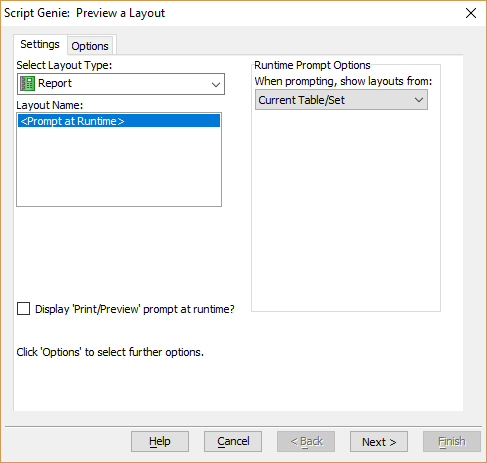 Script Genie:  Preview a Layout
Settings
Options
Select Layout Type:
Report
Layout Name:
<Prompt at Runtime>
Runtime Prompt Options
When prompting, show layouts from:
Current Table/Set
Display 'Print/Preview' prompt at runtime?
Click 'Options' to select further options.
Help
Cancel
< Back
Next >
Finish